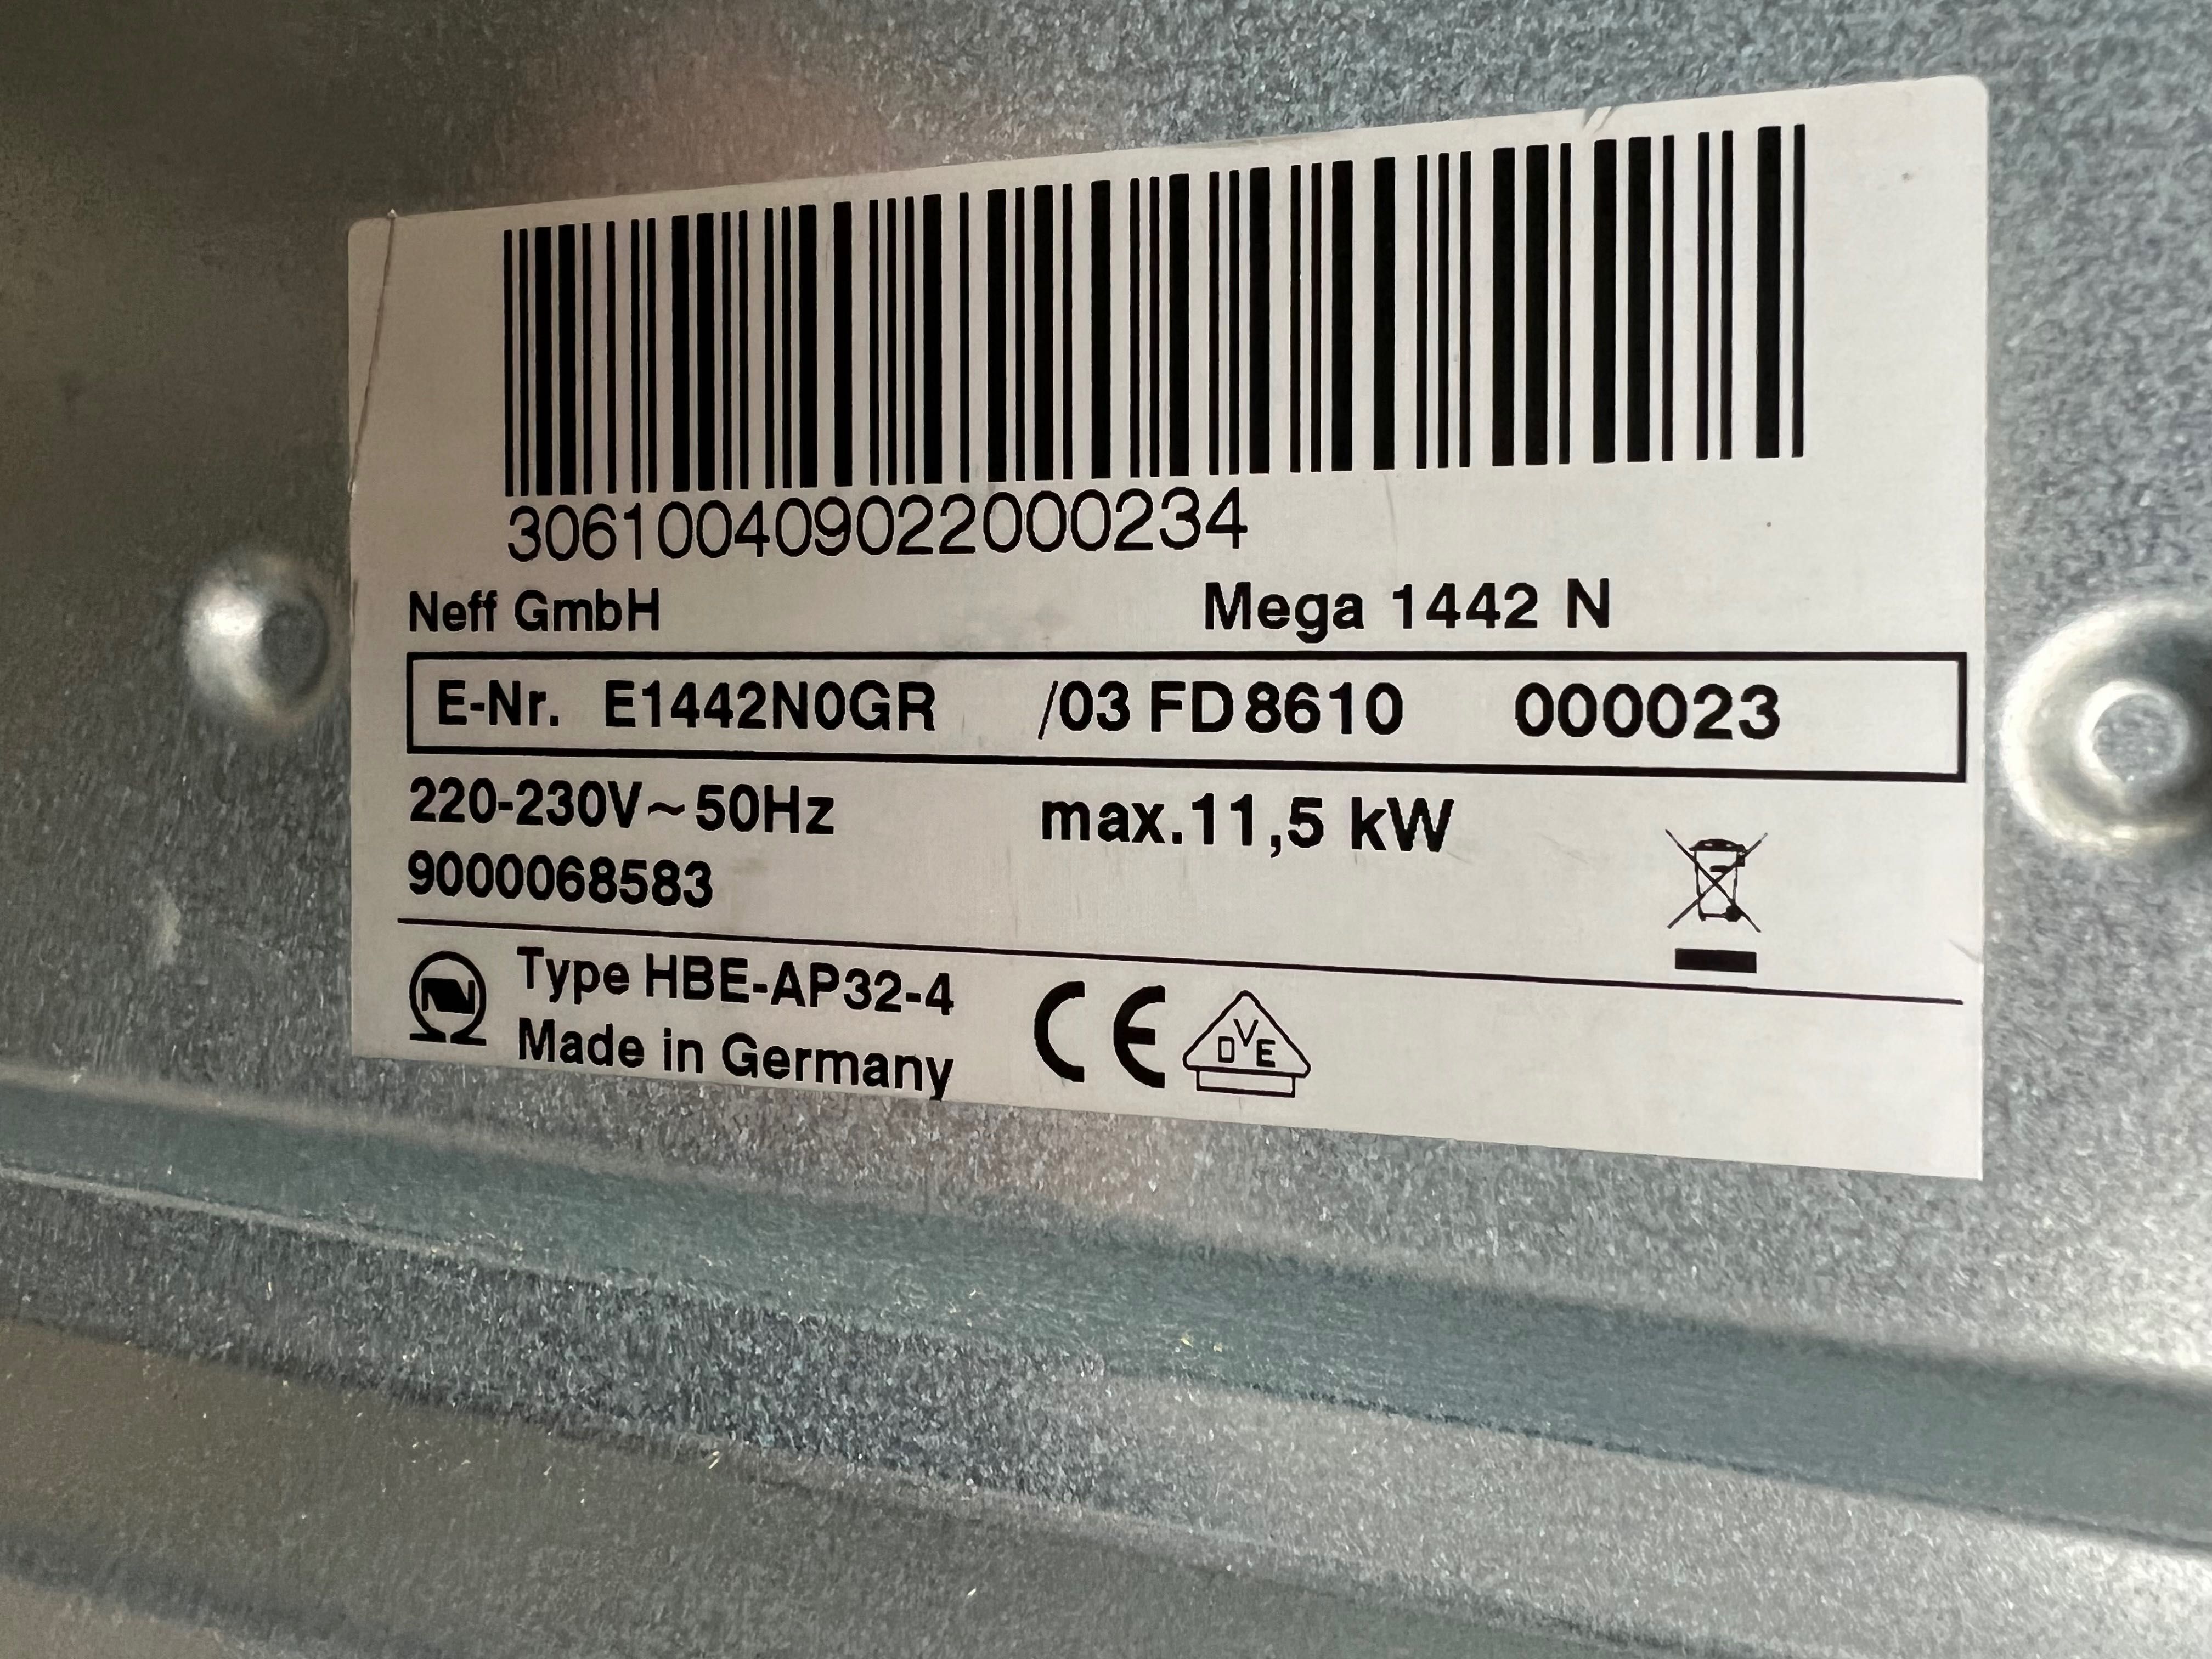 306100409022000234
Neff GmbH Mega 1442 N
E-Nr. E1442N0GR /03 FD 8610 000023
220-230V~50Hz max.11,5 kW
9000068583
Type HBE-AP32-4
Made in Germany CE DVE